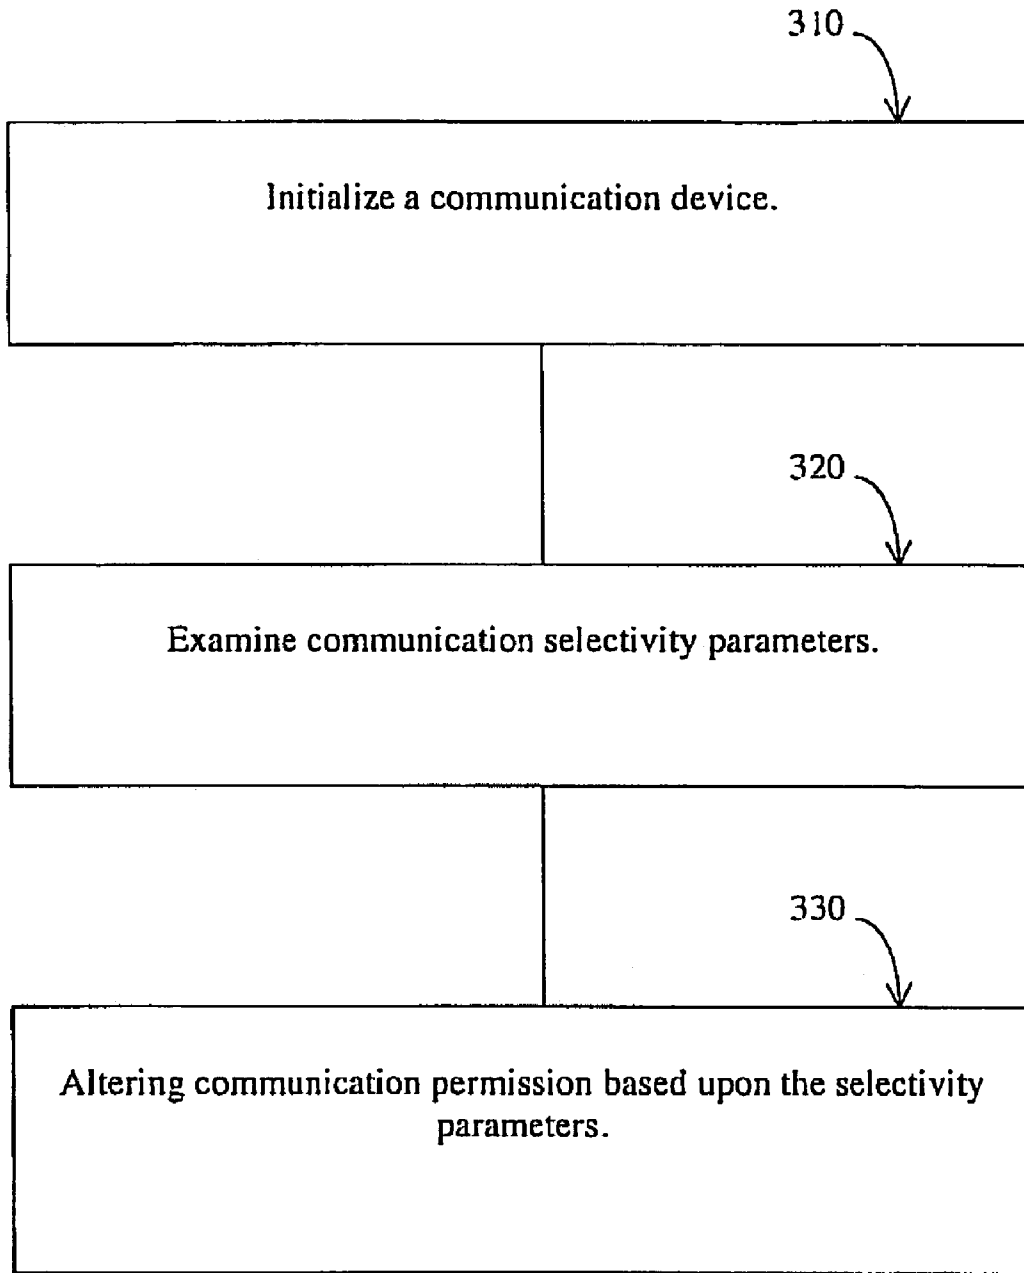 310
Initialize a communication device.
320
Examine communication selectivity parameters.
330
Altering communication permission based upon the selectivity
parameters.